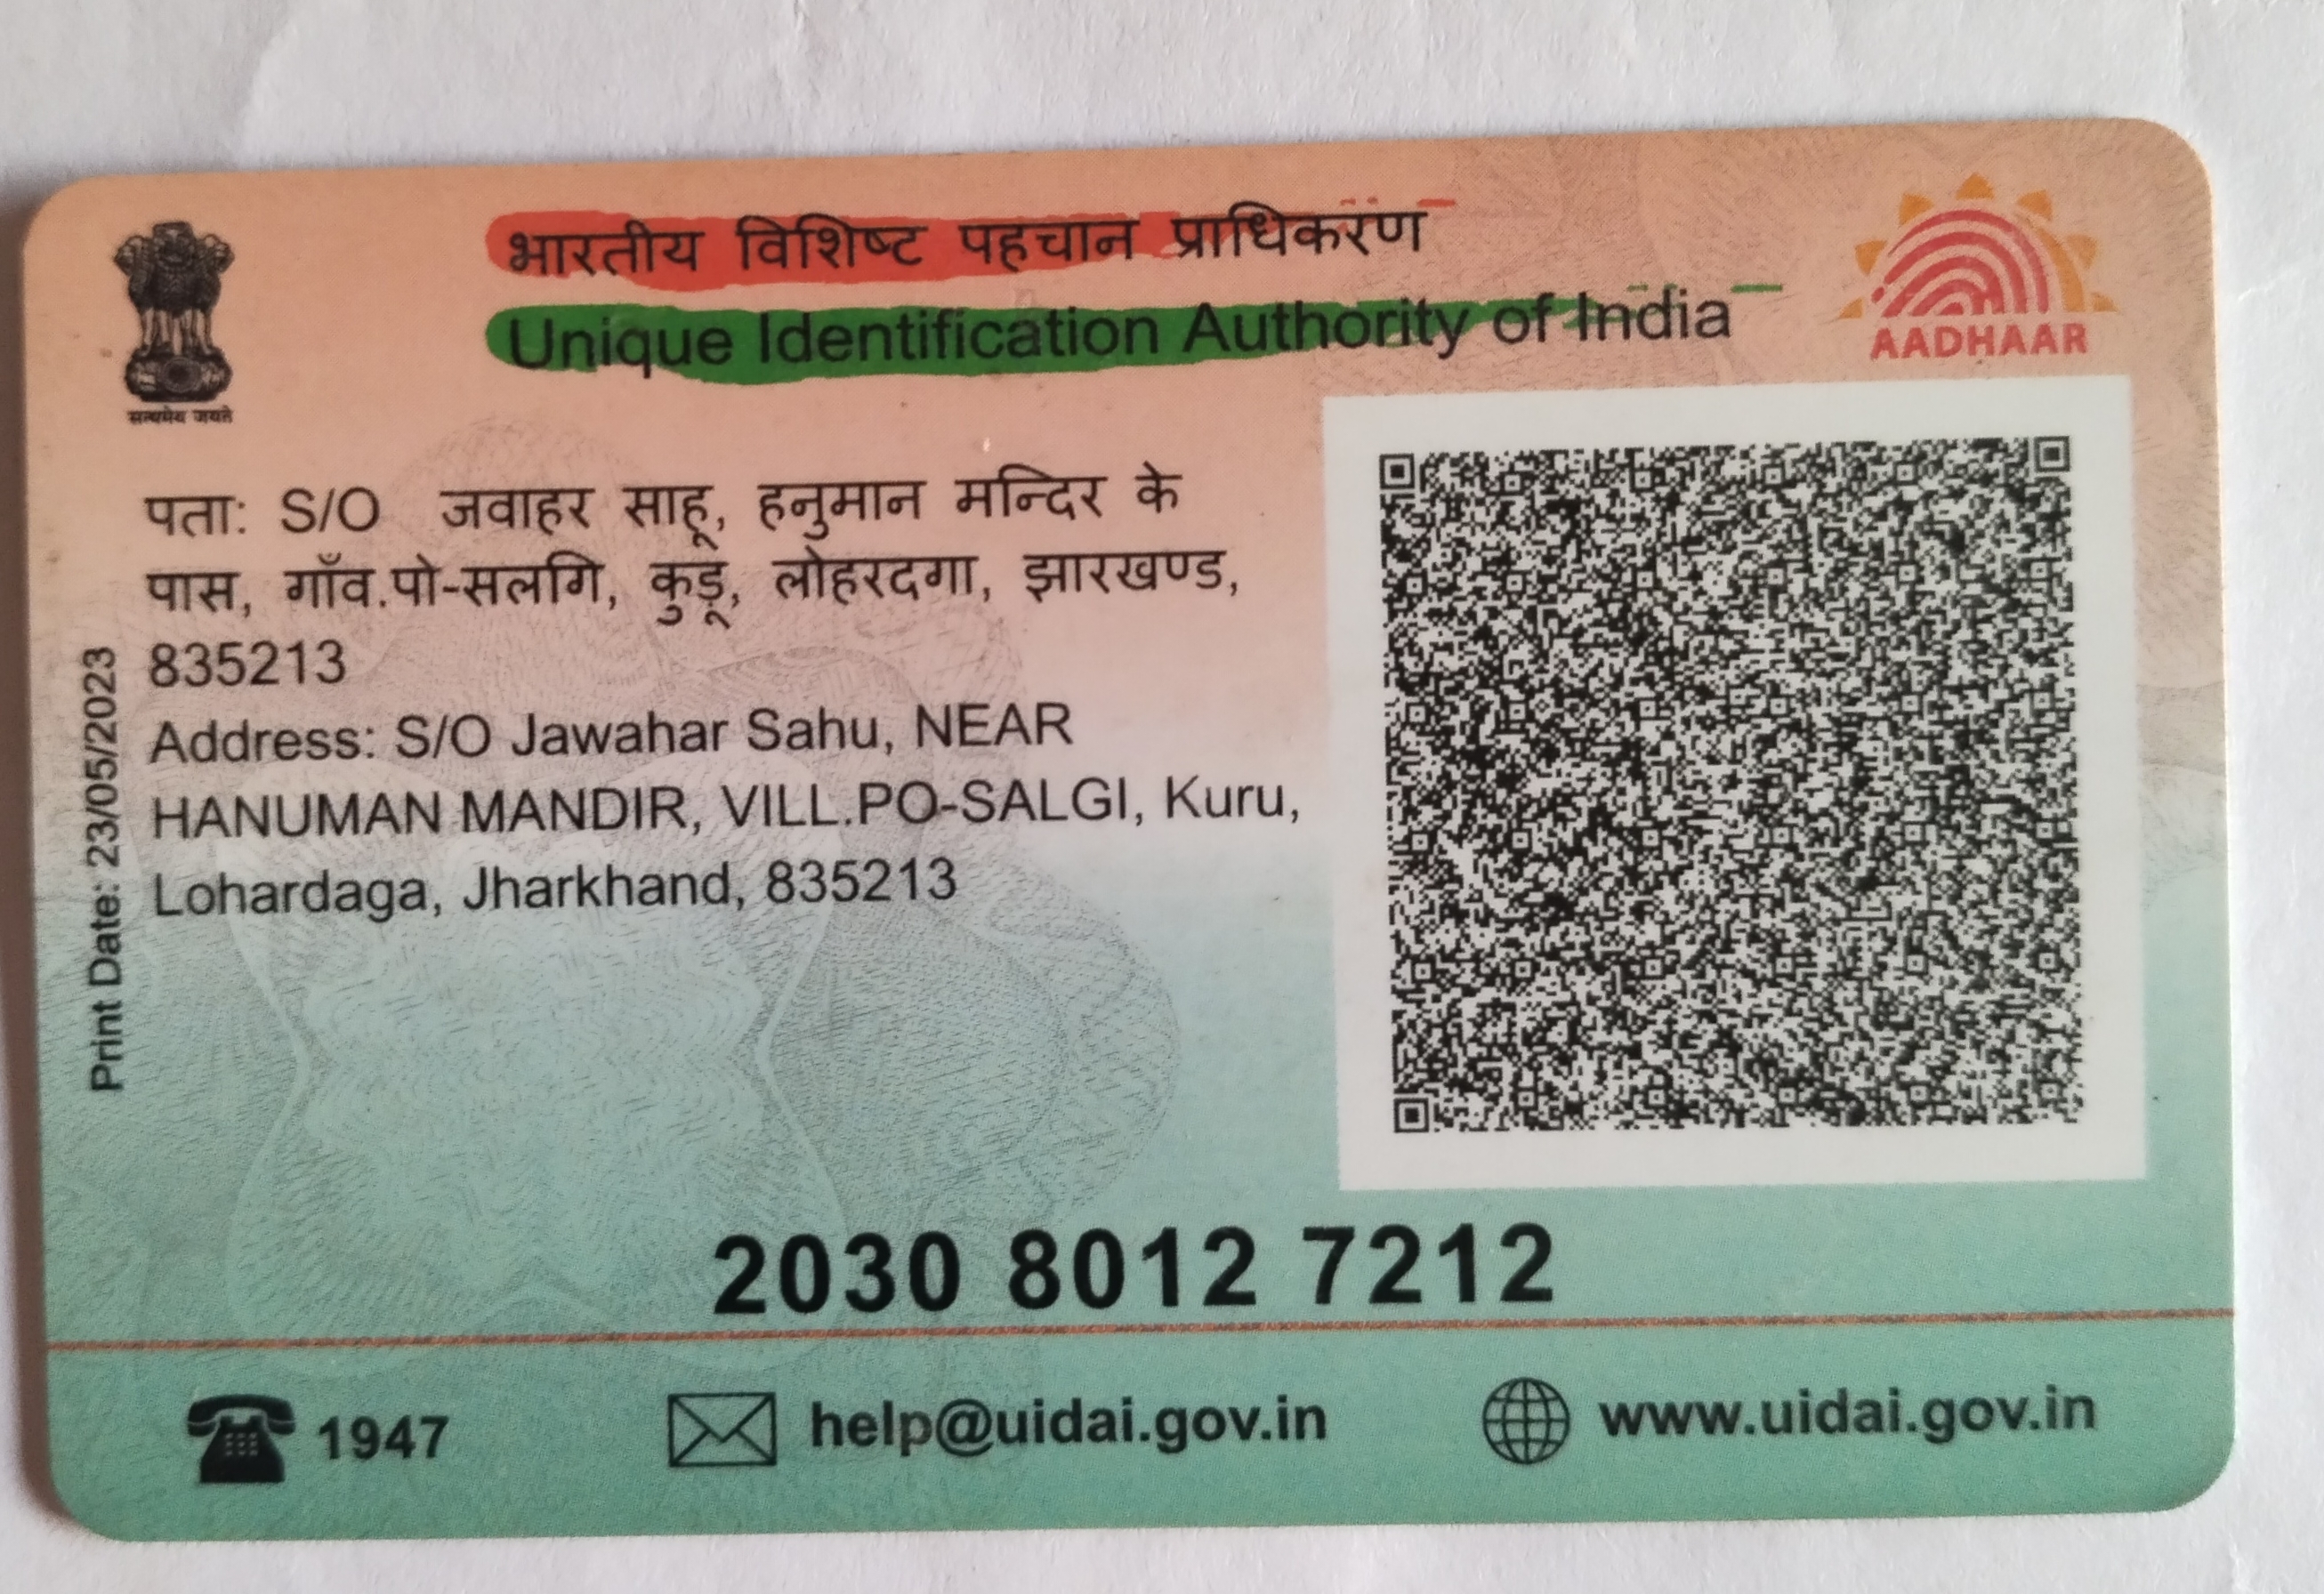 भारतीय विशिष्ट पहचान प्राधिकरण
Unique Identification Authority of India
AADHAAR
सत्यमेव जयते
पता: S/O जवाहर साहू, हनुमान मन्दिर के
पास, गाँव.पो-सलगि, कुड़ू, लोहरदगा, झारखण्ड,
835213
Address: S/O Jawahar Sahu, NEAR
HANUMAN MANDIR, VILL.PO-SALGI, Kuru,
Lohardaga, Jharkhand, 835213
Print Date: 23/05/2023
2030 8012 7212
1947
help@uidai.gov.in
www.uidai.gov.in